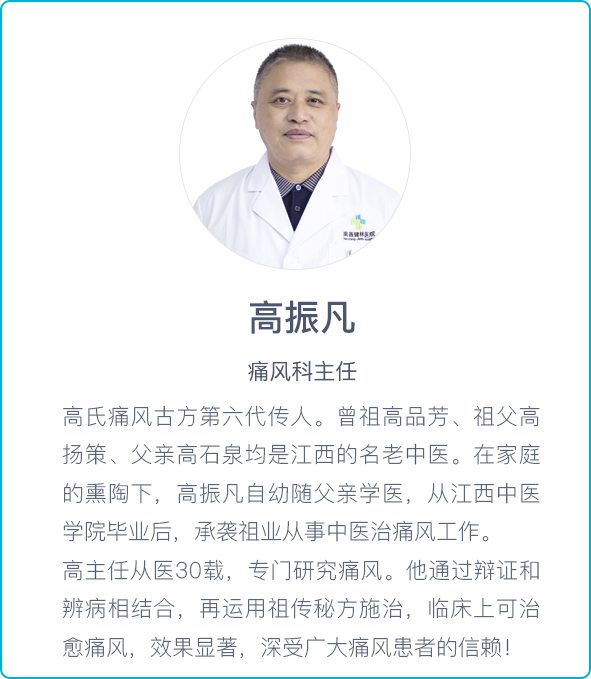 南昌健林医院
高振凡
痛风科主任
高氏痛风古方第六代传人。曾祖高品芳、祖父高
扬策、父亲高石泉均是江西的名老中医。在家庭
的熏陶下，高振凡自幼随父亲学医，从江西中医
学院毕业后，承袭祖业从事中医治痛风工作。
高主任从医30载，专门研究痛风。他通过辩证和
辨病相结合，再运用祖传秘方施治，临床上可治
愈痛风，效果显著，深受广大痛风患者的信赖！